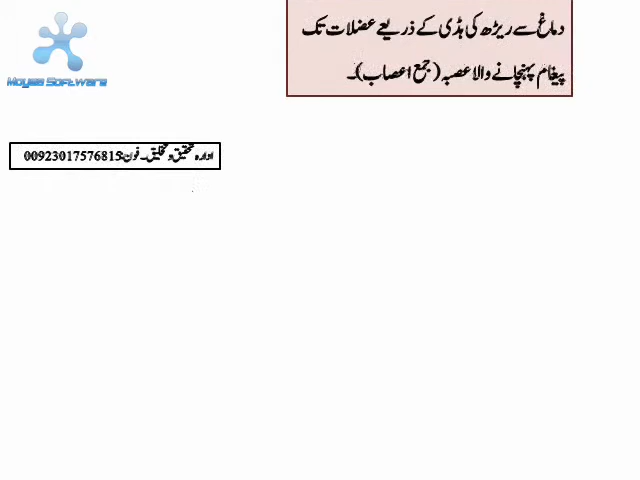 دماغ سے ریڑھ کی ہڈی کے ذریعے عضلات تک
پیغام پہنچانے والا عصبہ (جمع اعصاب)۔
Moyas Software
ادارہ تحقیق و تخلیق۔ فون:00923017576815